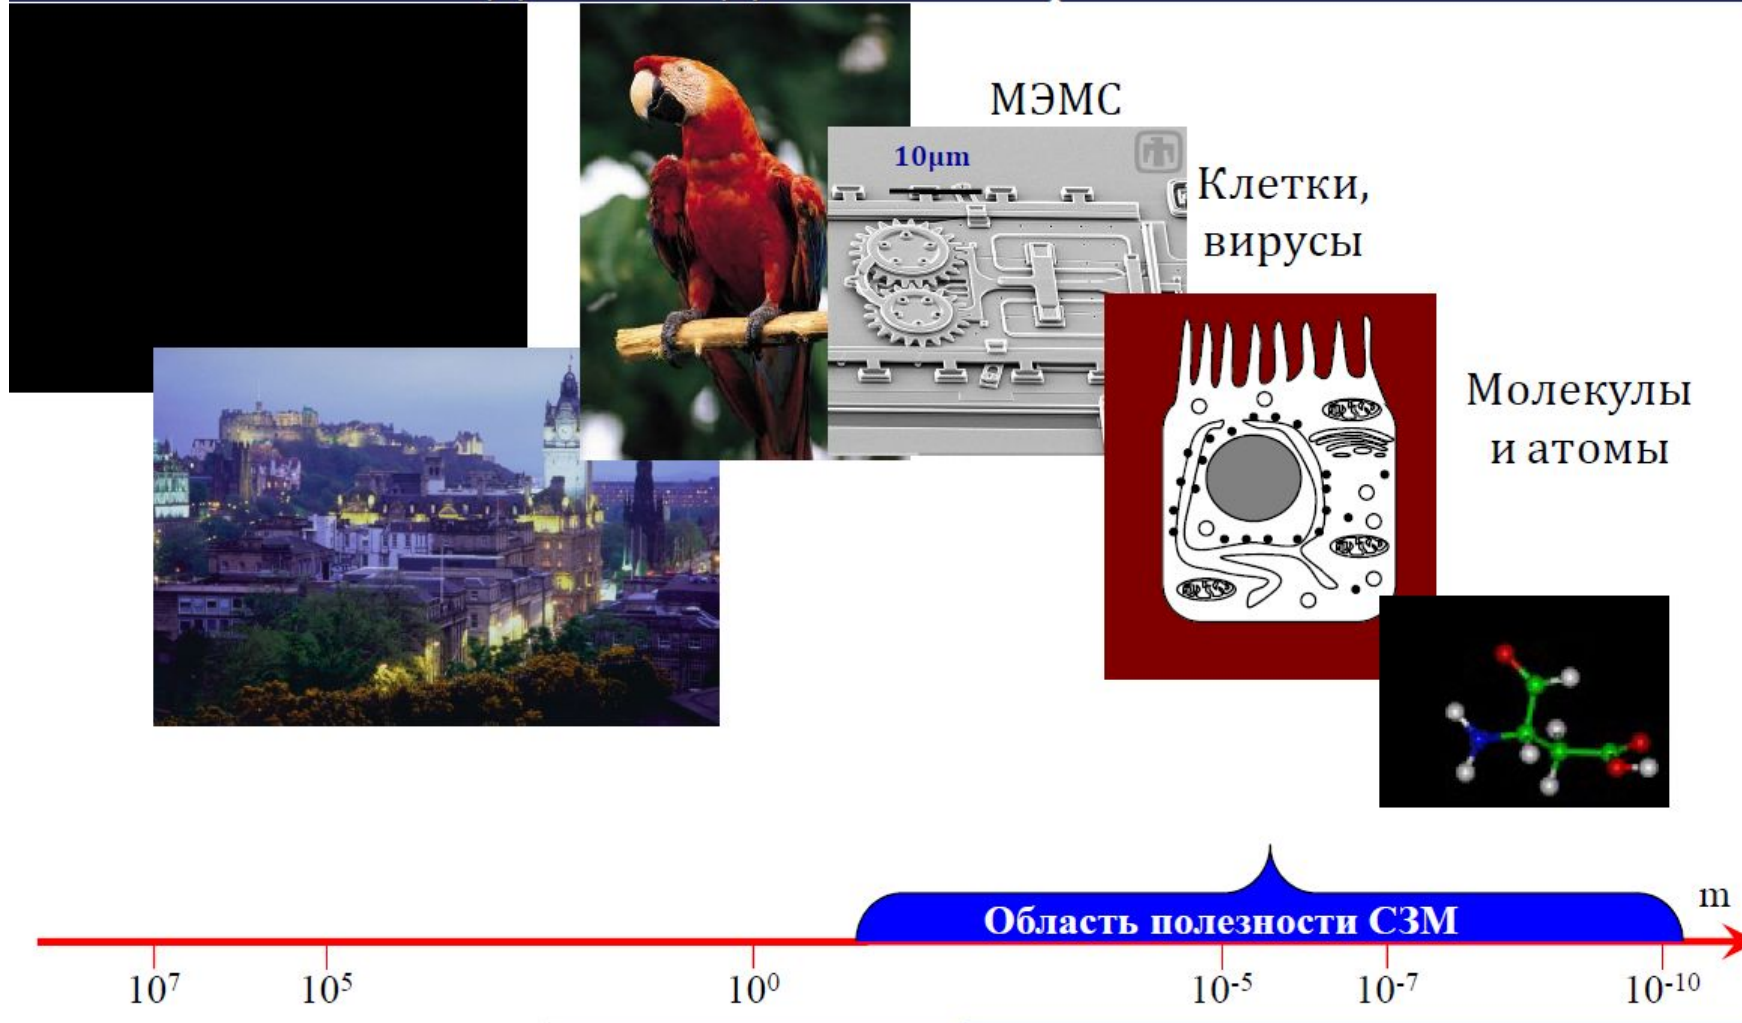 МЭМС
10μm
Клетки,
вирусы
Молекулы
и атомы
Область полезности СЗМ
m
10⁷
10⁵
10⁰
10⁻⁵
10⁻⁷
10⁻¹⁰